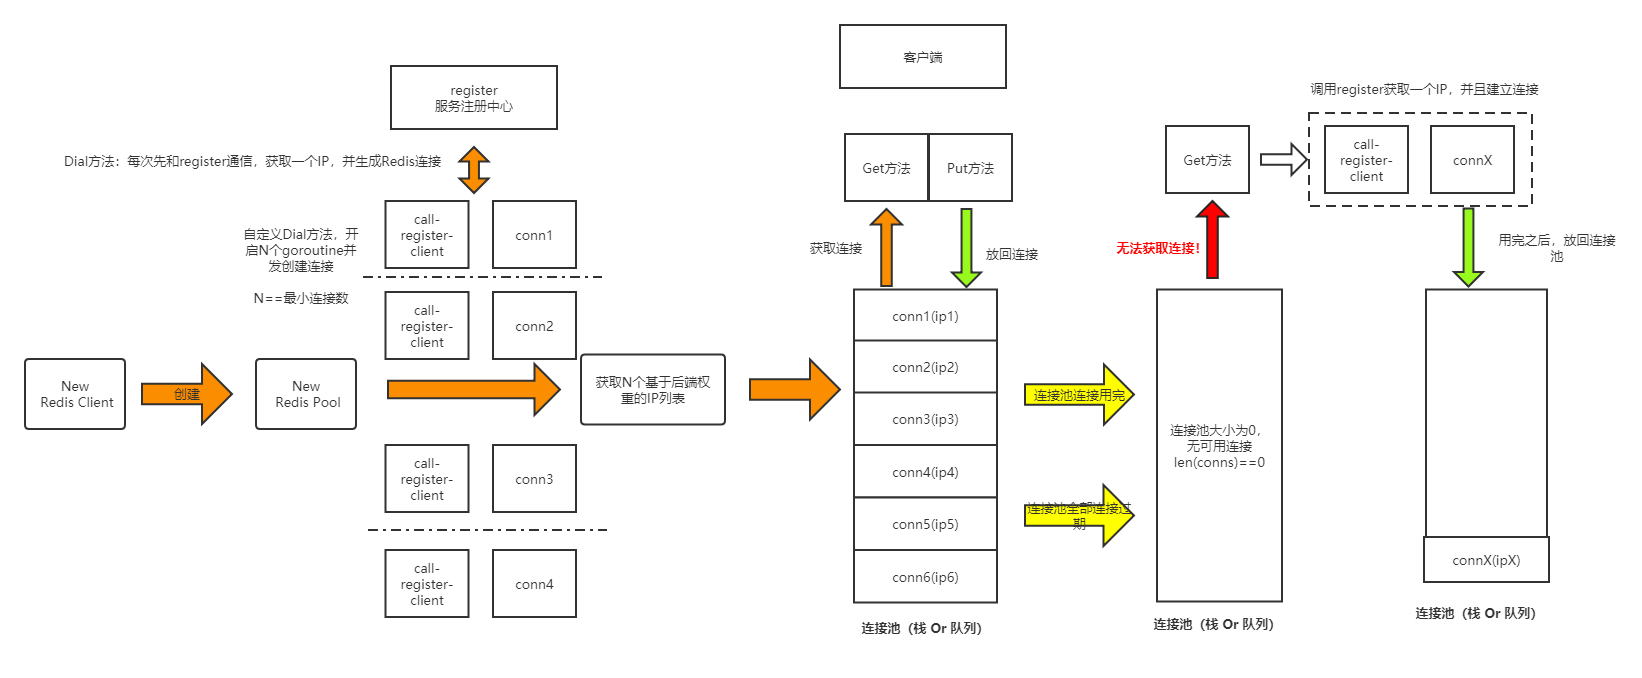 客户端
register
服务注册中心
Dial方法：每次先和register通信，获取一个IP，并生成Redis连接
call-
register-
client
conn1
自定义Dial方法，开
启N个goroutine并
发创建连接
N==最小连接数
call-
register-
client
conn2
New
Redis Client
创建
New
Redis Pool
获取N个基于后端权
重的IP列表
call-
register-
client
conn3
call-
register-
client
conn4
Get方法
Put方法
获取连接
放回连接
conn1(ip1)
conn2(ip2)
conn3(ip3)
conn4(ip4)
conn5(ip5)
conn6(ip6)
连接池（栈 Or 队列）
连接池连接用完
连接池全部连接过
期
Get方法
无法获取连接！
连接池大小为0，
无可用连接
len(conns)==0
连接池（栈 Or 队列）
调用register获取一个IP，并且建立连接
call-
register-
client
connX
用完之后，放回连接
池
connX(ipX)
连接池（栈 Or 队列）